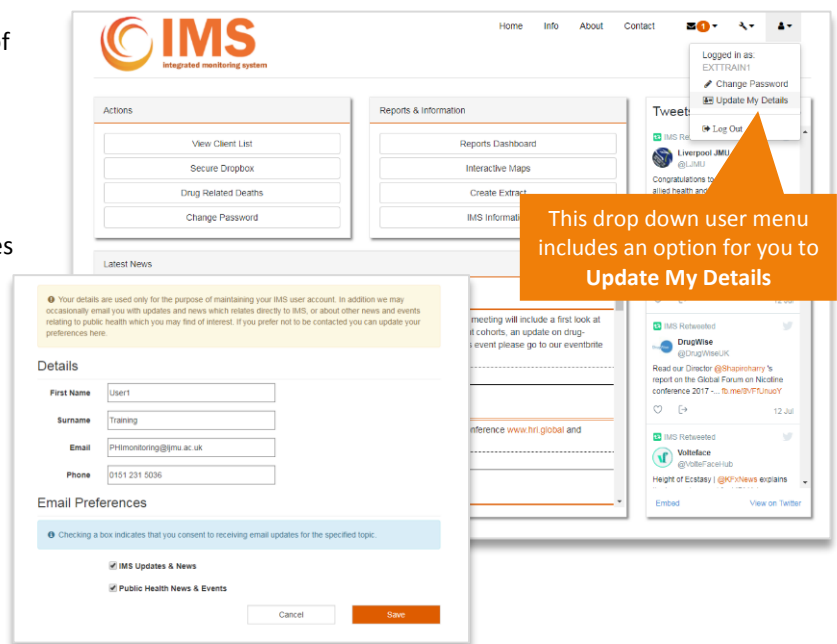 of
es
IMS
integrated monitoring system
Home Info About Contact 1
Logged in as:
EXTTRAIN1
Change Password
Update My Details
Log Out
Actions
View Client List
Secure Dropbox
Drug Related Deaths
Change Password
Reports & Information
Reports Dashboard
Interactive Maps
Create Extract
IMS Informati
Tweets
IMS Re
Liverpool JMU
@LJMU
Congratulations to
allied health and
This drop down user menu
includes an option for you to
Update My Details
12 Jul
IMS Retweeted
DrugWise
@DrugWiseUK
Read our Director @Shapiroharry 's
report on the Global Forum on Nicotine
conference 2017 -... fb.me/8VFfUnuoY
12 Jul
IMS Retweeted
Volteface
@VolteFaceHub
Height of Ecstasy | @KFxNews explains
Embed View on Twitter
Latest News
meeting will include a first look at
nt cohorts, an update on drug-
s event please go to our eventbrite
nference www.hri.global and
Your details are used only for the purpose of maintaining your IMS user account. In addition we may
occasionally email you with updates and news which relates directly to IMS, or about other news and events
relating to public health which you may find of interest. If you prefer not to be contacted you can update your
preferences here.
Details
First Name User1
Surname Training
Email PHImonitoring@ljmu.ac.uk
Phone 0151 231 5036
Email Preferences
Checking a box indicates that you consent to receiving email updates for the specified topic.
IMS Updates & News
Public Health News & Events
Cancel Save